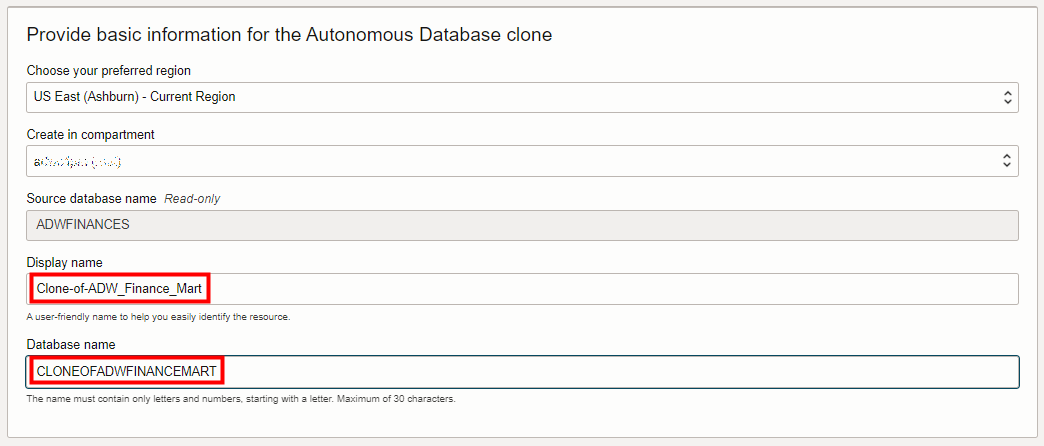 Provide basic information for the Autonomous Database clone
Choose your preferred region
US East (Ashburn) - Current Region
Create in compartment
Source database name Read-only
ADWFINANCES
Display name
Clone-of-ADW_Finance_Mart
A user-friendly name to help you easily identify the resource.
Database name
CLONEOFADWFINANCEMART
The name must contain only letters and numbers, starting with a letter. Maximum of 30 characters.